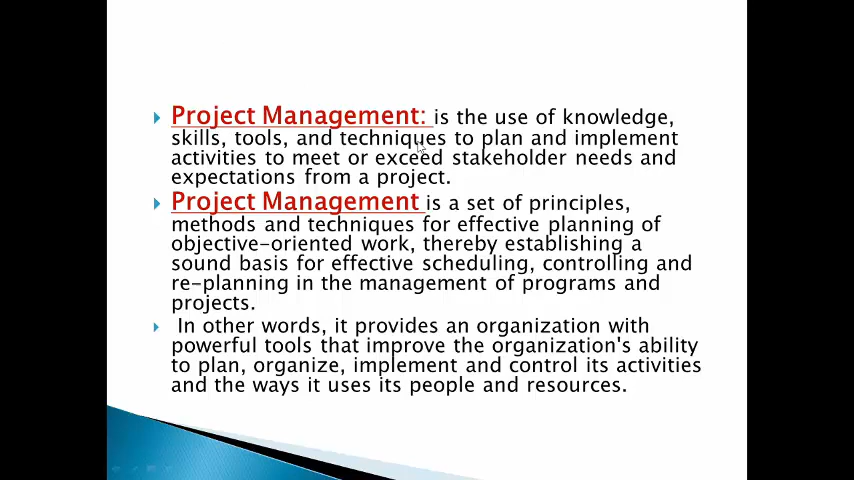 Project Management: is the use of knowledge,
skills, tools, and techniques to plan and implement
activities to meet or exceed stakeholder needs and
expectations from a project.
Project Management is a set of principles,
methods and techniques for effective planning of
objective-oriented work, thereby establishing a
sound basis for effective scheduling, controlling and
re-planning in the management of programs and
projects.
In other words, it provides an organization with
powerful tools that improve the organization's ability
to plan, organize, implement and control its activities
and the ways it uses its people and resources.